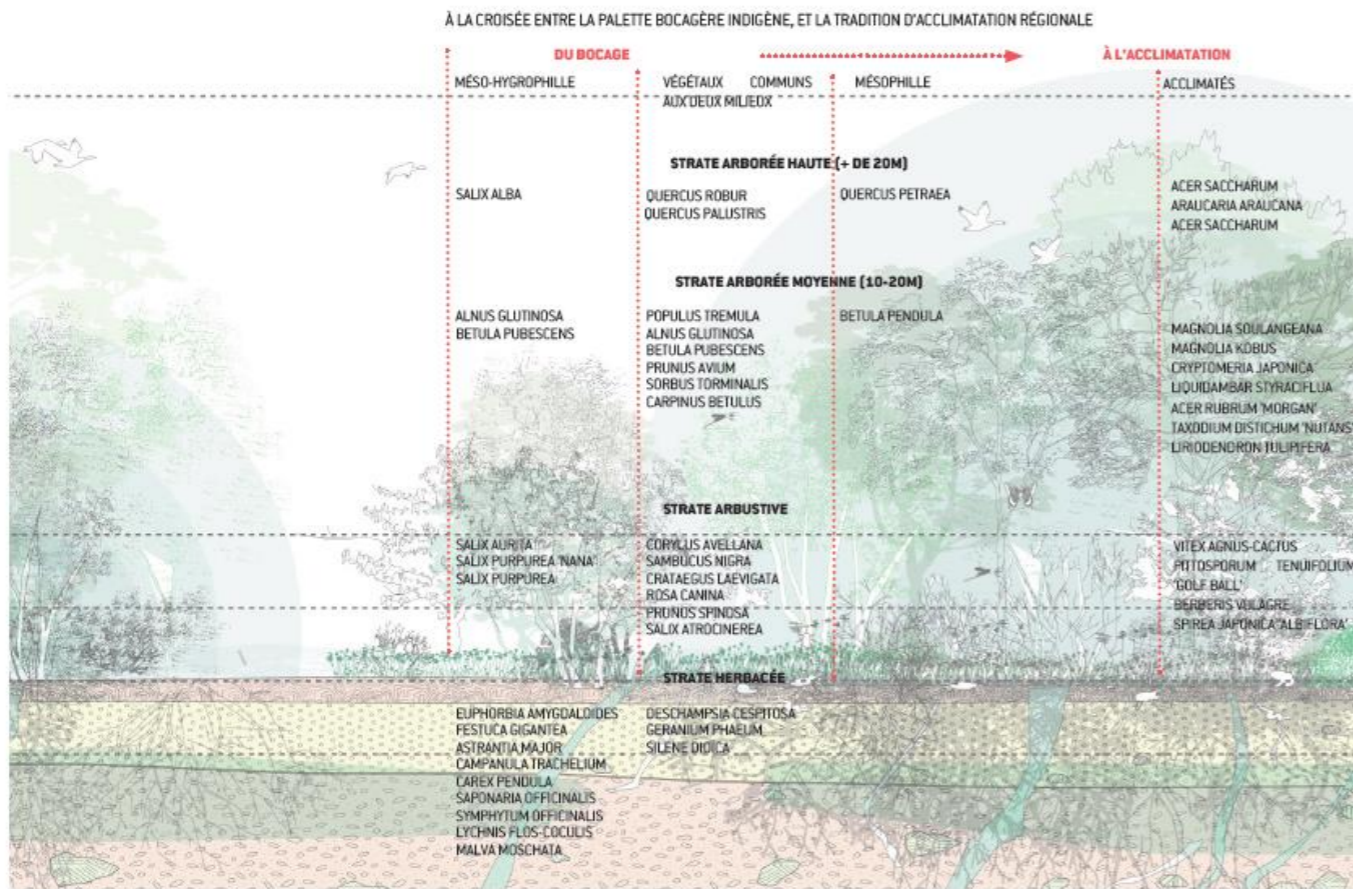 À LA CROISÉE ENTRE LA PALETTE BOCAGÈRE INDIGÈNE, ET LA TRADITION D'ACCLIMATATION RÉGIONALE
DU BOCAGE
À L'ACCLIMATATION
MÉSO-HYGROPHILLE
VÉGÉTAUX COMMUNS
AUX DEUX MILIEUX
MÉSOPHILLE
ACCLIMATÉS
STRATE ARBORÉE HAUTE (+ DE 20M)
SALIX ALBA
QUERCUS ROBUR
QUERCUS PALUSTRIS
QUERCUS PETRAEA
ACER SACCHARUM
ARAUCARIA ARAUCANA
ACER SACCHARUM
STRATE ARBORÉE MOYENNE (10-20M)
ALNUS GLUTINOSA
BETULA PUBESCENS
POPULUS TREMULA
ALNUS GLUTINOSA
BETULA PUBESCENS
PRUNUS AVIUM
SORBUS TORMINALIS
CARPINUS BETULUS
BETULA PENDULA
MAGNOLIA SOULANGEANA
MAGNOLIA KOBUS
CRYPTOMERIA JAPONICA
LIQUIDAMBAR STYRACIFLUA
ACER RUBRUM 'MORGAN'
TAXODIUM DISTICHUM 'NUTANS'
LIRIODENDRON TULIPIFERA
STRATE ARBUSTIVE
SALIX AURITA
SALIX PURPUREA 'NANA'
SALIX PURPUREA
CORYLUS AVELLANA
SAMBUCUS NIGRA
CRATAEGUS LAEVIGATA
ROSA CANINA
PRUNUS SPINOSA
SALIX ATROCINEREA
VITEX AGNUS-CACTUS
PITTOSPORUM TENUIFOLIUM
'GOLF BALL'
BERBERIS VULAGRE
SPIREA JAPONICA 'ALBIFLORA'
STRATE HERBACÉE
EUPHORBIA AMYGDALOIDES
FESTUCA GIGANTEA
ASTRANTIA MAJOR
CAMPANULA TRACHELIUM
CAREX PENDULA
SAPONARIA OFFICINALIS
SYMPHYTUM OFFICINALIS
LYCHNIS FLOS-COCULIS
MALVA MOSCHATA
DESCHAMPSIA CESPITOSA
GERANIUM PHAEUM
SILENE DIOICA